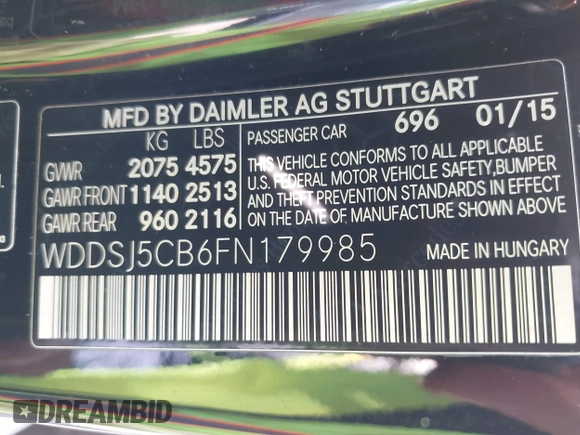 MFD BY DAIMLER AG STUTTGART
KG LBS
GVWR 2075 4575
GAWR FRONT 1140 2513
GAWR REAR 960 2116
PASSENGER CAR 696 01/15
THIS VEHICLE CONFORMS TO ALL APPLICABLE
U.S. FEDERAL MOTOR VEHICLE SAFETY, BUMPER
AND THEFT PREVENTION STANDARDS IN EFFECT
ON THE DATE OF MANUFACTURE SHOWN ABOVE.
WDDSJ5CB6FN179985
MADE IN HUNGARY
DREAMBID